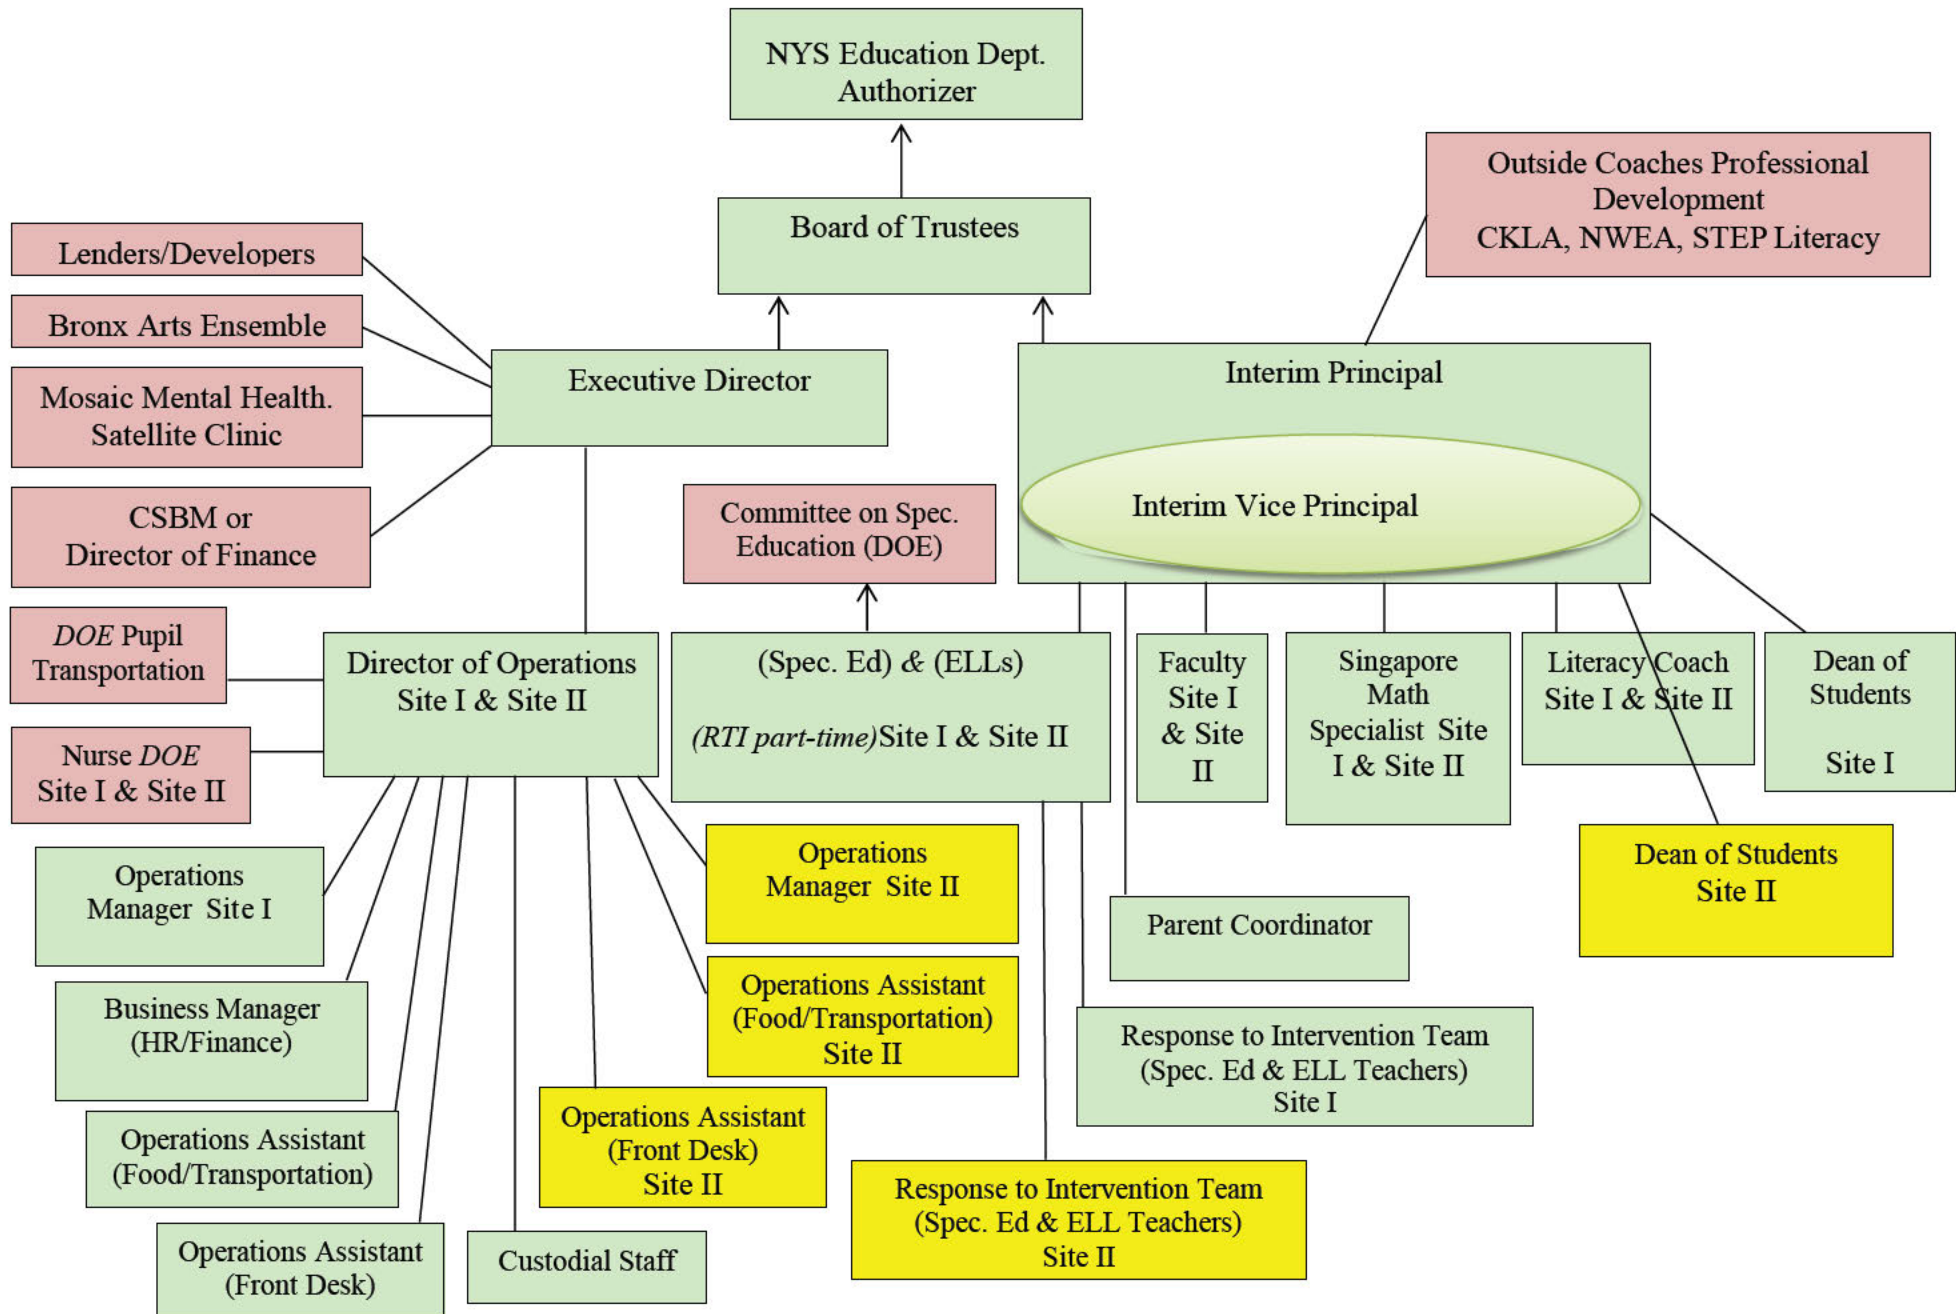 NYS Education Dept.
Authorizer
Outside Coaches Professional
Development
CKLA, NWEA, STEP Literacy
Board of Trustees
Lenders/Developers
Bronx Arts Ensemble
Mosaic Mental Health.
Satellite Clinic
CSBM or
Director of Finance
Executive Director
Interim Principal
Interim Vice Principal
Committee on Spec.
Education (DOE)
DOE Pupil
Transportation
Nurse DOE
Site I & Site II
Director of Operations
Site I & Site II
(Spec. Ed) & (ELLs)
(RTI part-time)Site I & Site II
Faculty
Site I
& Site
II
Singapore
Math
Specialist Site
I & Site II
Literacy Coach
Site I & Site II
Dean of
Students
Site I
Operations
Manager Site I
Business Manager
(HR/Finance)
Operations Assistant
(Food/Transportation)
Operations Assistant
(Front Desk)
Custodial Staff
Operations Assistant
(Front Desk)
Site II
Operations
Manager Site II
Operations Assistant
(Food/Transportation)
Site II
Dean of Students
Site II
Parent Coordinator
Response to Intervention Team
(Spec. Ed & ELL Teachers)
Site I
Response to Intervention Team
(Spec. Ed & ELL Teachers)
Site II